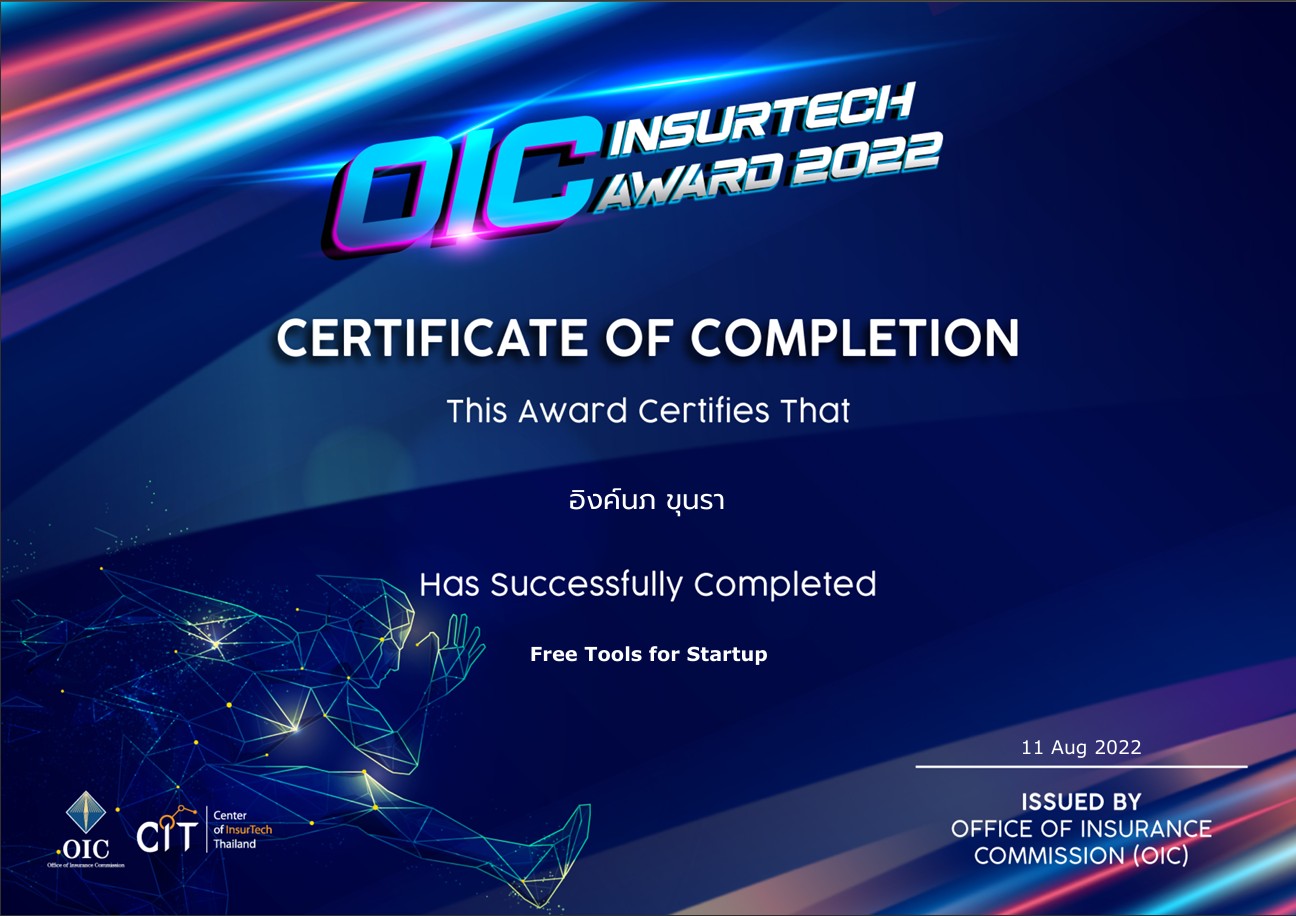 OIC INSURTECH
AWARD 2022
CERTIFICATE OF COMPLETION
This Award Certifies That
อิงค์นภ ขุนรา
Has Successfully Completed
Free Tools for Startup
11 Aug 2022
ISSUED BY
OFFICE OF INSURANCE
COMMISSION (OIC)
OIC
Office of Insurance Commission
CIT
Center
of InsurTech
Thailand